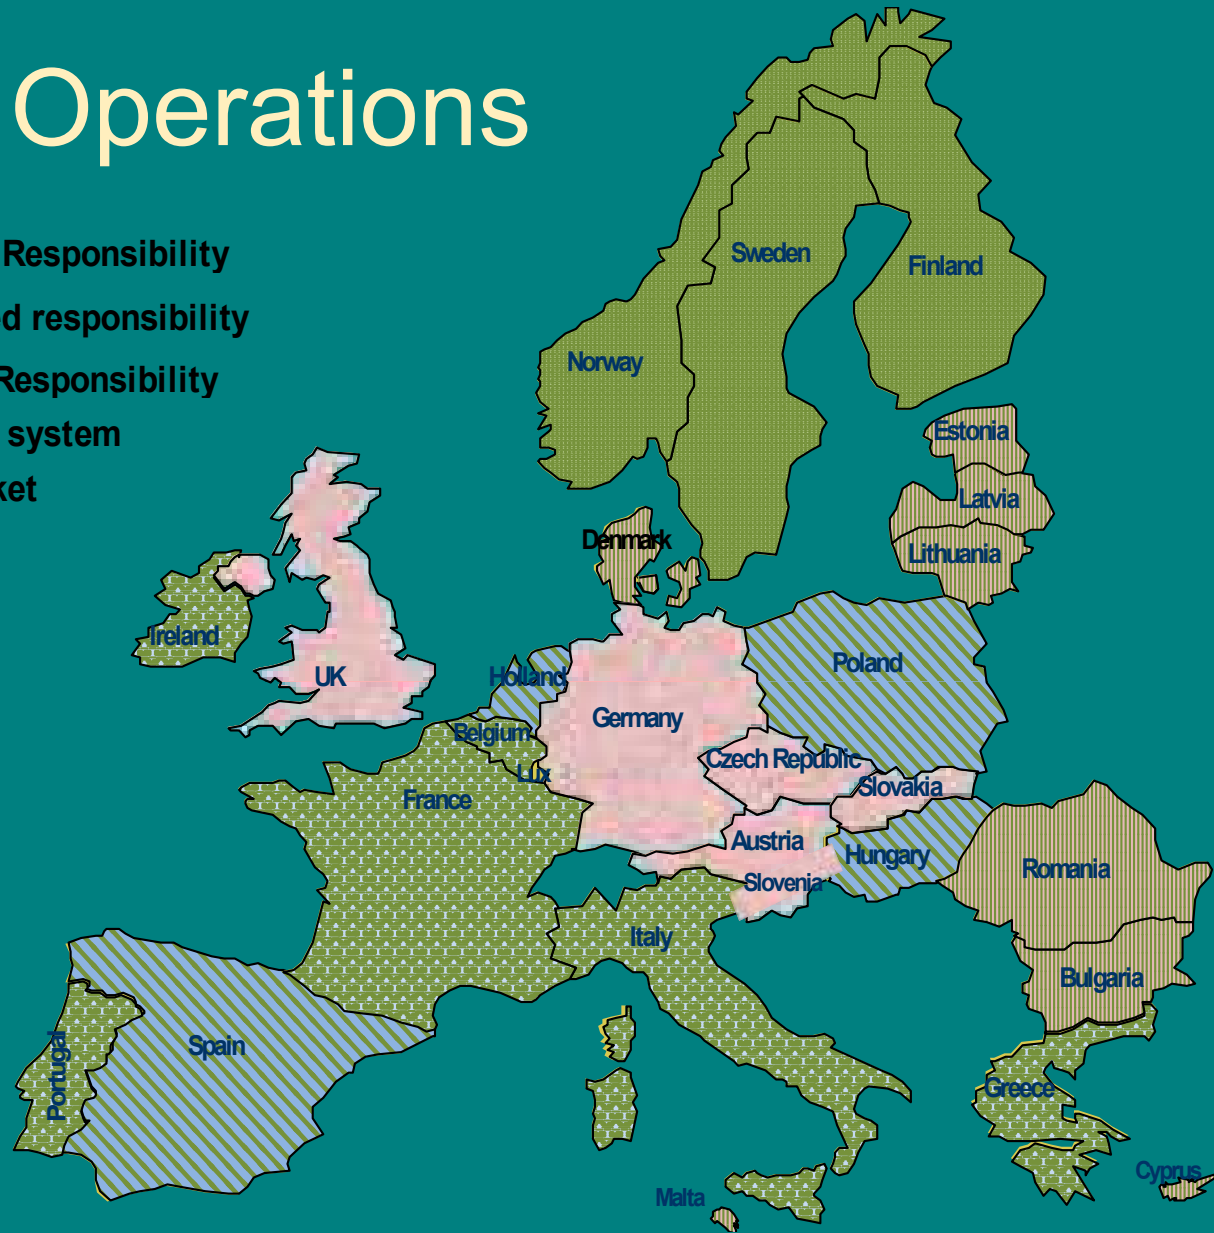 Operations
Responsibility
d responsibility
Responsibility
system
ket
Sweden
Finland
Norway
Estonia
Latvia
Denmark
Lithuania
Ireland
UK
Holland
Poland
Germany
Belgium
Czech Republic
Lux
Slovakia
France
Austria
Hungary
Slovenia
Romania
Italy
Bulgaria
Spain
Portugal
Greece
Cyprus
Malta